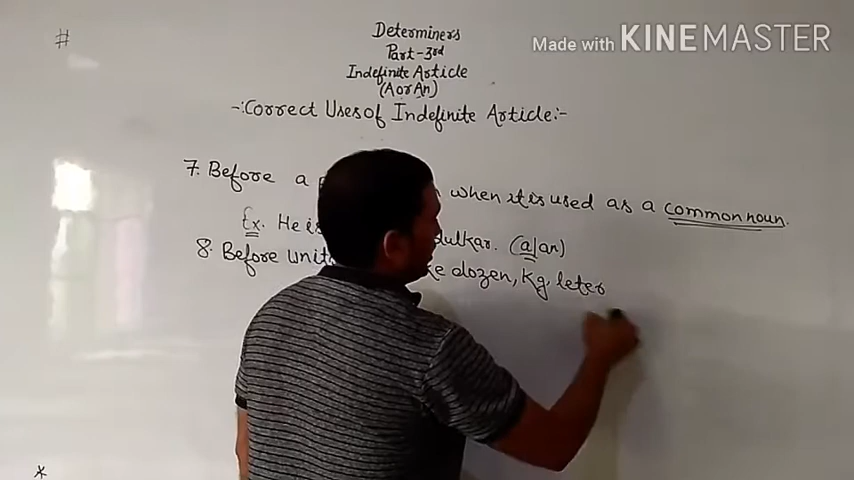 #
Determiners
Part-3rd
Indefinite Article
(A or An)
Made with KINEMASTER
-:Correct Uses of Indefinite Article:-
7. Before a when it is used as a common noun.
Ex. He is dulkar. (a/an)
8. Before unit ke dozen, Kg, leter
*